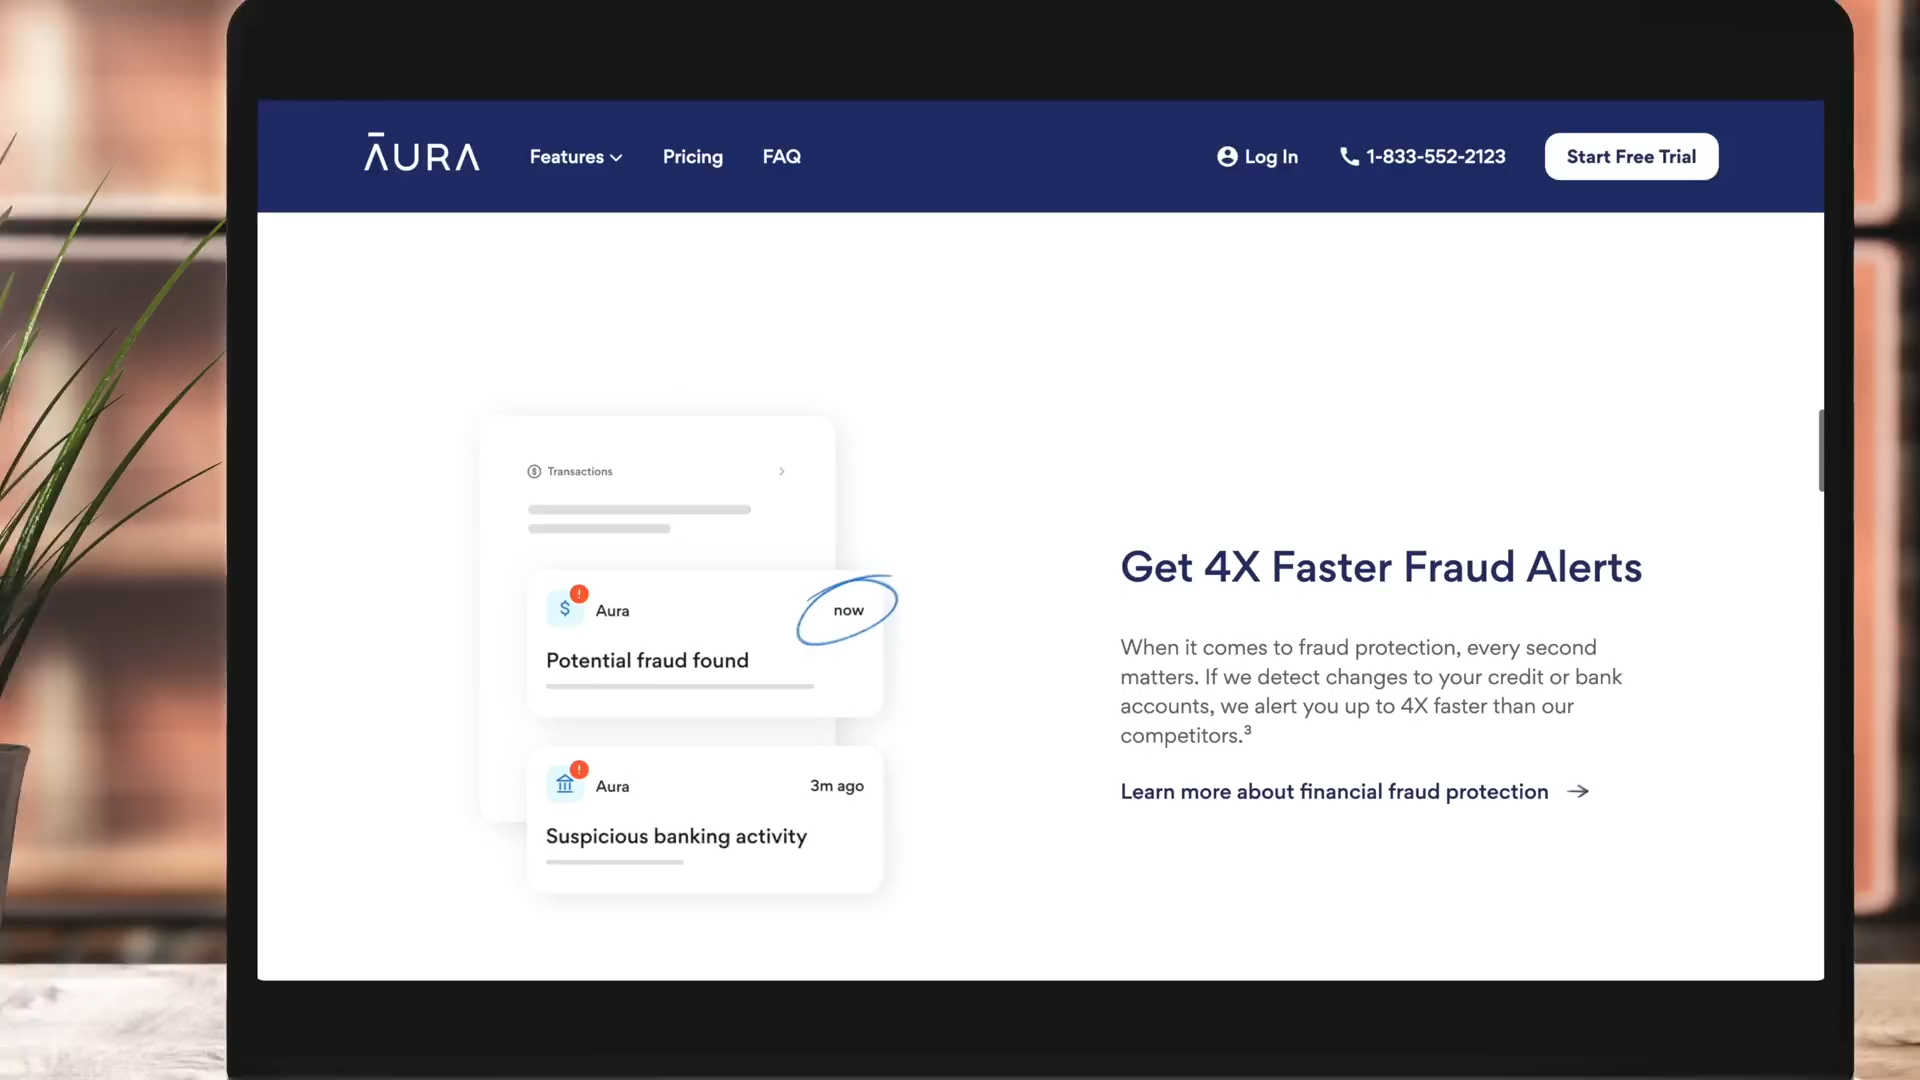 ĀURA
Features
Pricing
FAQ
Log In
1-833-552-2123
Start Free Trial
Transactions
Aura
now
Potential fraud found
Aura
3m ago
Suspicious banking activity
Get 4X Faster Fraud Alerts
When it comes to fraud protection, every second
matters. If we detect changes to your credit or bank
accounts, we alert you up to 4X faster than our
competitors.³
Learn more about financial fraud protection →